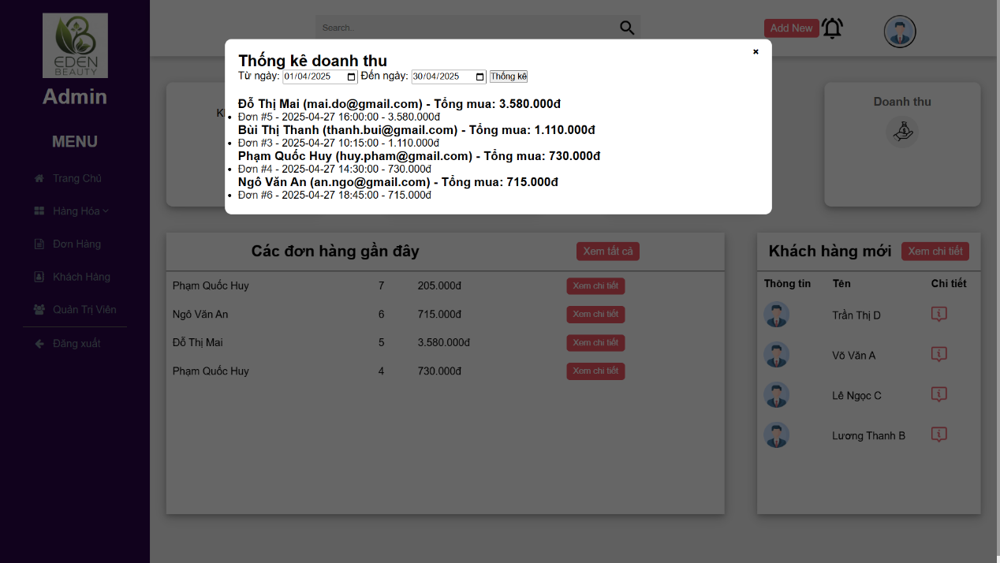 EDEN
BEAUTY
Admin
MENU
Trang Chủ
Hàng Hóa
Đơn Hàng
Khách Hàng
Quản Trị Viên
Đăng xuất
Search..
Add New
Thống kê doanh thu
Từ ngày: 01/04/2025 Đến ngày: 30/04/2025 Thống kê
Đỗ Thị Mai (mai.do@gmail.com) - Tổng mua: 3.580.000đ
Đơn #5 - 2025-04-27 16:00:00 - 3.580.000đ
Bùi Thị Thanh (thanh.bui@gmail.com) - Tổng mua: 1.110.000đ
Đơn #3 - 2025-04-27 10:15:00 - 1.110.000đ
Phạm Quốc Huy (huy.pham@gmail.com) - Tổng mua: 730.000đ
Đơn #4 - 2025-04-27 14:30:00 - 730.000đ
Ngô Văn An (an.ngo@gmail.com) - Tổng mua: 715.000đ
Đơn #6 - 2025-04-27 18:45:00 - 715.000đ
Doanh thu
Các đơn hàng gần đây Xem tất cả
Phạm Quốc Huy 7 205.000đ Xem chi tiết
Ngô Văn An 6 715.000đ Xem chi tiết
Đỗ Thị Mai 5 3.580.000đ Xem chi tiết
Phạm Quốc Huy 4 730.000đ Xem chi tiết
Khách hàng mới Xem chi tiết
Thông tin Tên Chi tiết
Trần Thị D
Võ Văn A
Lê Ngọc C
Lương Thanh B